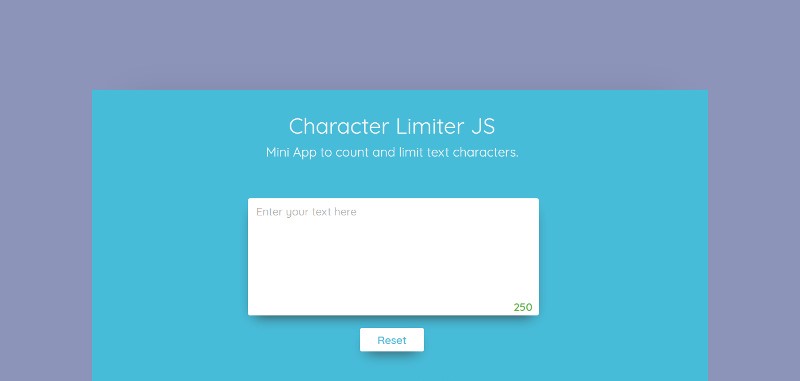 Character Limiter JS
Mini App to count and limit text characters.
Enter your text here
250
Reset